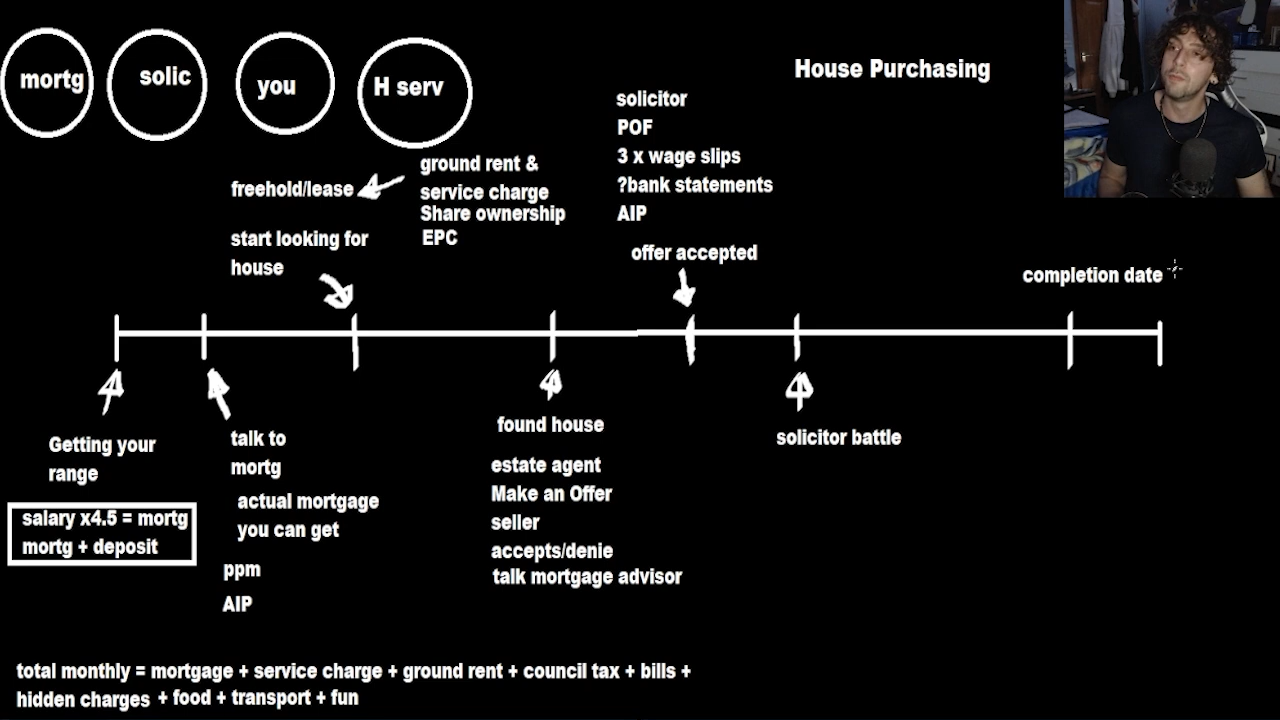 mortg
solic
you
H serv
House Purchasing
solicitor
POF
3 x wage slips
?bank statements
AIP
offer accepted
ground rent &
service charge
Share ownership
EPC
freehold/lease
start looking for
house
completion date
Getting your
range
salary x4.5 = mortg
mortg + deposit
talk to
mortg
actual mortgage
you can get
ppm
AIP
found house
estate agent
Make an Offer
seller
accepts/denie
talk mortgage advisor
solicitor battle
total monthly = mortgage + service charge + ground rent + council tax + bills +
hidden charges + food + transport + fun